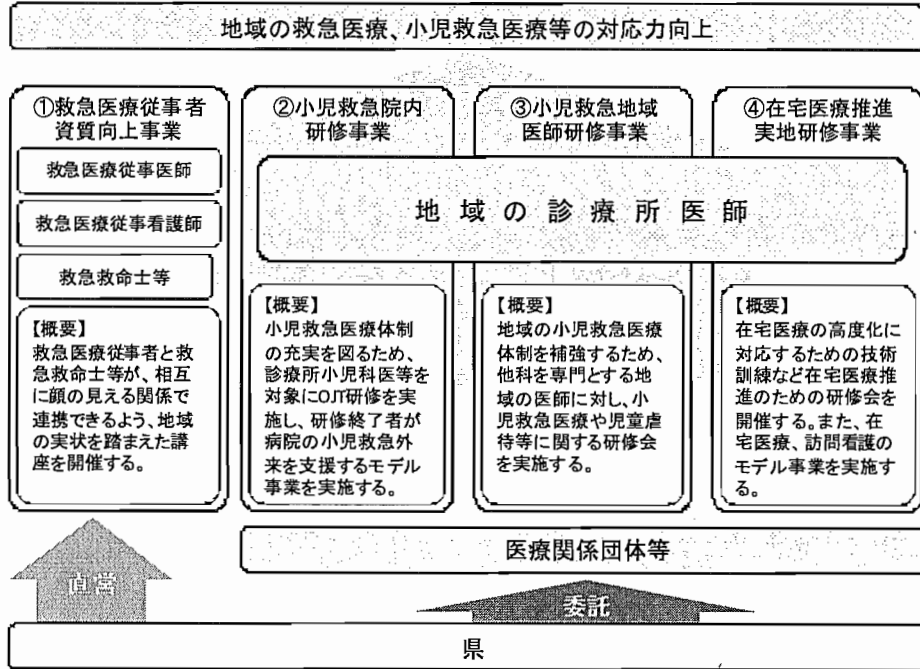 地域の救急医療、小児救急医療等の対応力向上
①救急医療従事者
資質向上事業
救急医療従事医師
救急医療従事看護師
救急救命士等
【概要】
救急医療従事者と救
急救命士等が、相互
に顔の見える関係で
連携できるよう、地域
の実状を踏まえた講
座を開催する。
②小児救急院内
研修事業
③小児救急地域
医師研修事業
④在宅医療推進
実地研修事業
地域の診療所医師
【概要】
小児救急医療体制
の充実を図るため、
診療所小児科医等を
対象にOJT研修を実
施し、研修終了者が
病院の小児救急外
来を支援するモデル
事業を実施する。
【概要】
地域の小児救急医療
体制を補強するため、
他科を専門とする地
域の医師に対し、小
児救急医療や児童虐
待等に関する研修会
を実施する。
【概要】
在宅医療の高度化に
対応するための技術
訓練など在宅医療推
進のための研修会を
開催する。また、在
宅医療、訪問看護の
モデル事業を実施す
る。
医療関係団体等
直営
委託
県